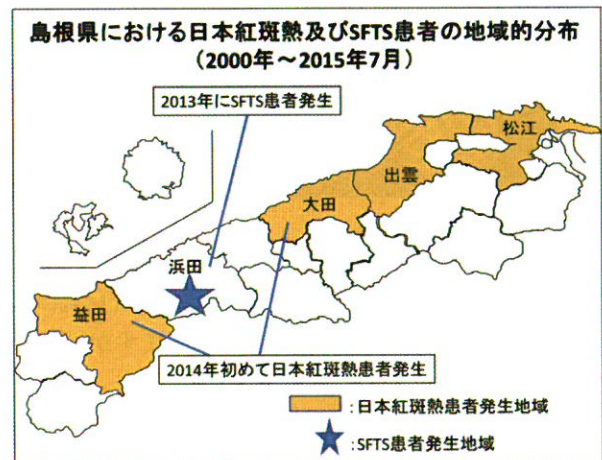 島根県における日本紅斑熱及びSFTS患者の地域的分布
(2000年~2015年7月)
2013年にSFTS患者発生
松江
出雲
大田
浜田
益田
2014年初めて日本紅斑熱患者発生
:日本紅斑熱患者発生地域
:SFTS患者発生地域